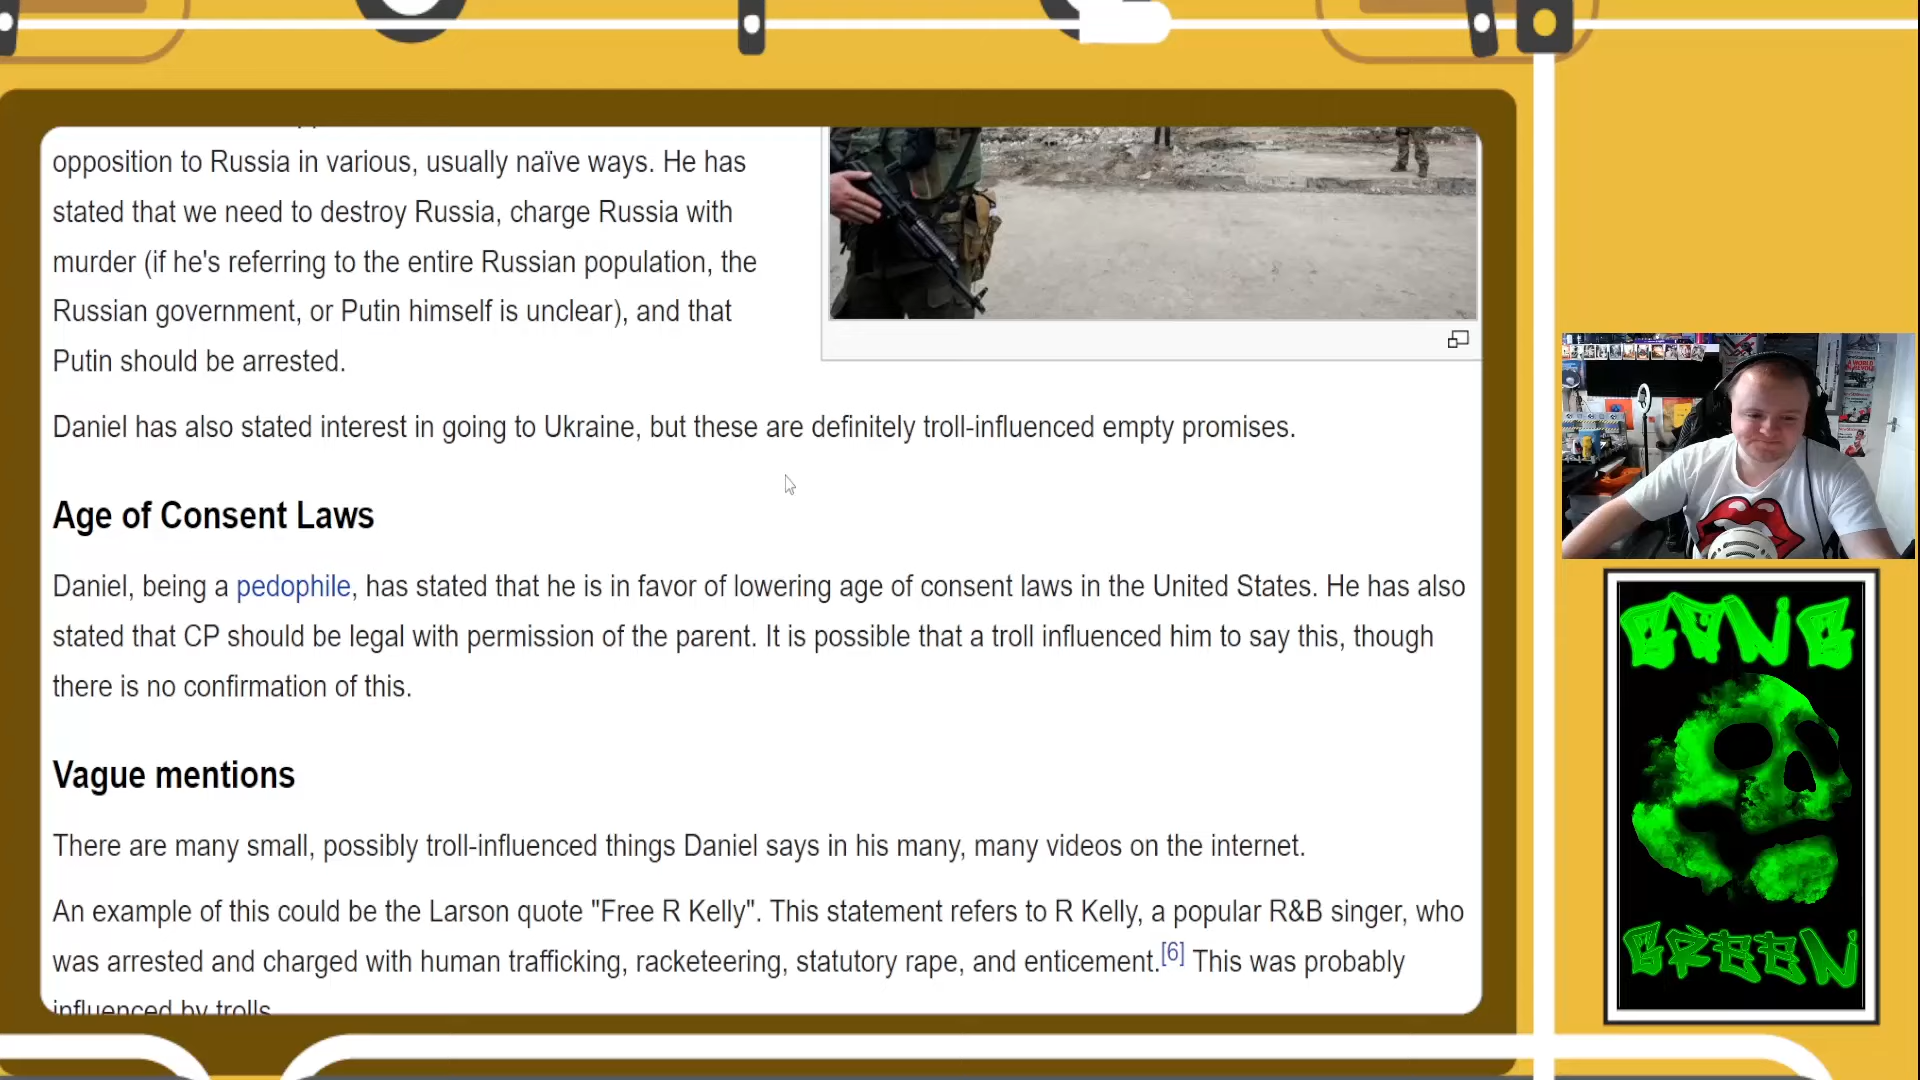 opposition to Russia in various, usually naïve ways. He has
stated that we need to destroy Russia, charge Russia with
murder (if he's referring to the entire Russian population, the
Russian government, or Putin himself is unclear), and that
Putin should be arrested.
Daniel has also stated interest in going to Ukraine, but these are definitely troll-influenced empty promises.
Age of Consent Laws
Daniel, being a pedophile, has stated that he is in favor of lowering age of consent laws in the United States. He has also
stated that CP should be legal with permission of the parent. It is possible that a troll influenced him to say this, though
there is no confirmation of this.
Vague mentions
There are many small, possibly troll-influenced things Daniel says in his many, many videos on the internet.
An example of this could be the Larson quote "Free R Kelly". This statement refers to R Kelly, a popular R&B singer, who
was arrested and charged with human trafficking, racketeering, statutory rape, and enticement.[6] This was probably
influenced by trolls
GREEN